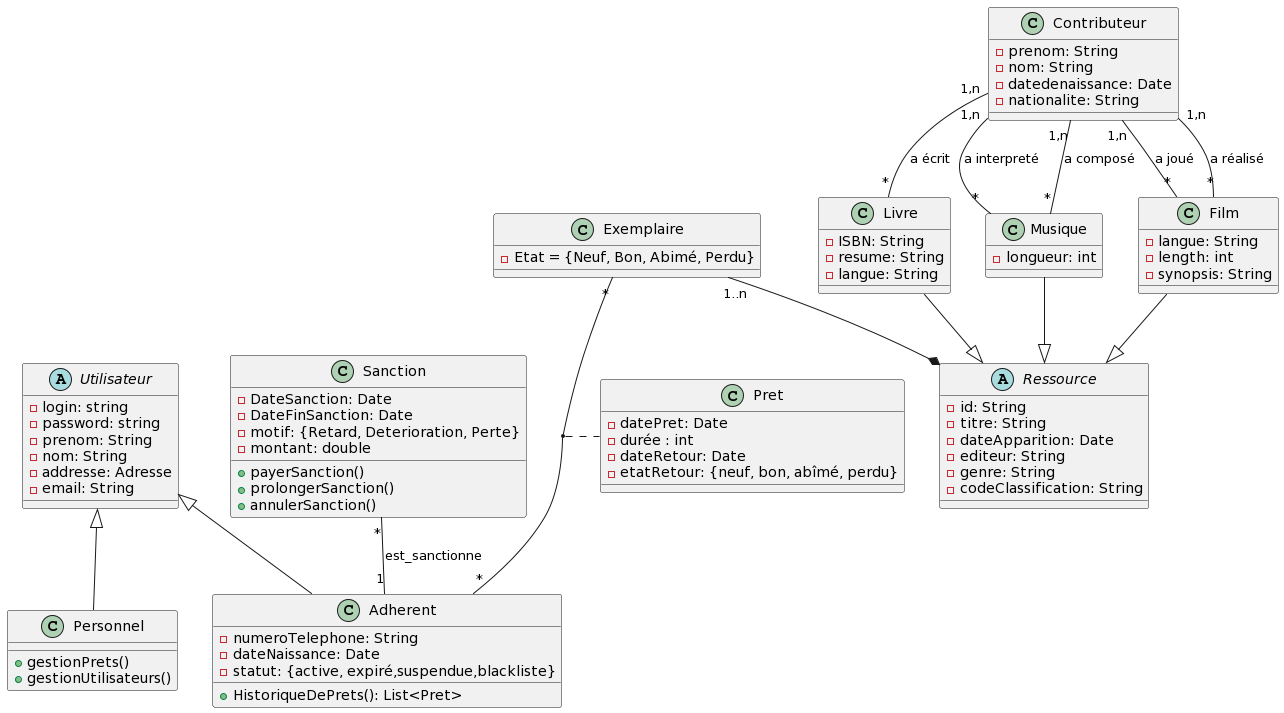 C Contributeur
prenom: String
nom: String
datedenaissance: Date
nationalite: String
1,n
1,n
1,n
1,n
1,n
a écrit
a interpreté
a composé
a joué
a réalisé
*
*
*
*
*
C Livre
ISBN: String
resume: String
langue: String
C Musique
longueur: int
C Film
langue: String
length: int
synopsis: String
C Exemplaire
Etat = {Neuf, Bon, Abimé, Perdu}
*
1..n
A Utilisateur
login: string
password: string
prenom: String
nom: String
addresse: Adresse
email: String
C Sanction
DateSanction: Date
DateFinSanction: Date
motif: {Retard, Deterioration, Perte}
montant: double
payerSanction()
prolongerSanction()
annulerSanction()
C Pret
datePret: Date
durée : int
dateRetour: Date
etatRetour: {neuf, bon, abîmé, perdu}
A Ressource
id: String
titre: String
dateApparition: Date
editeur: String
genre: String
codeClassification: String
*
est_sanctionne
1
*
C Personnel
gestionPrets()
gestionUtilisateurs()
C Adherent
numeroTelephone: String
dateNaissance: Date
statut: {active, expiré,suspendue,blackliste}
HistoriqueDePrets(): List<Pret>